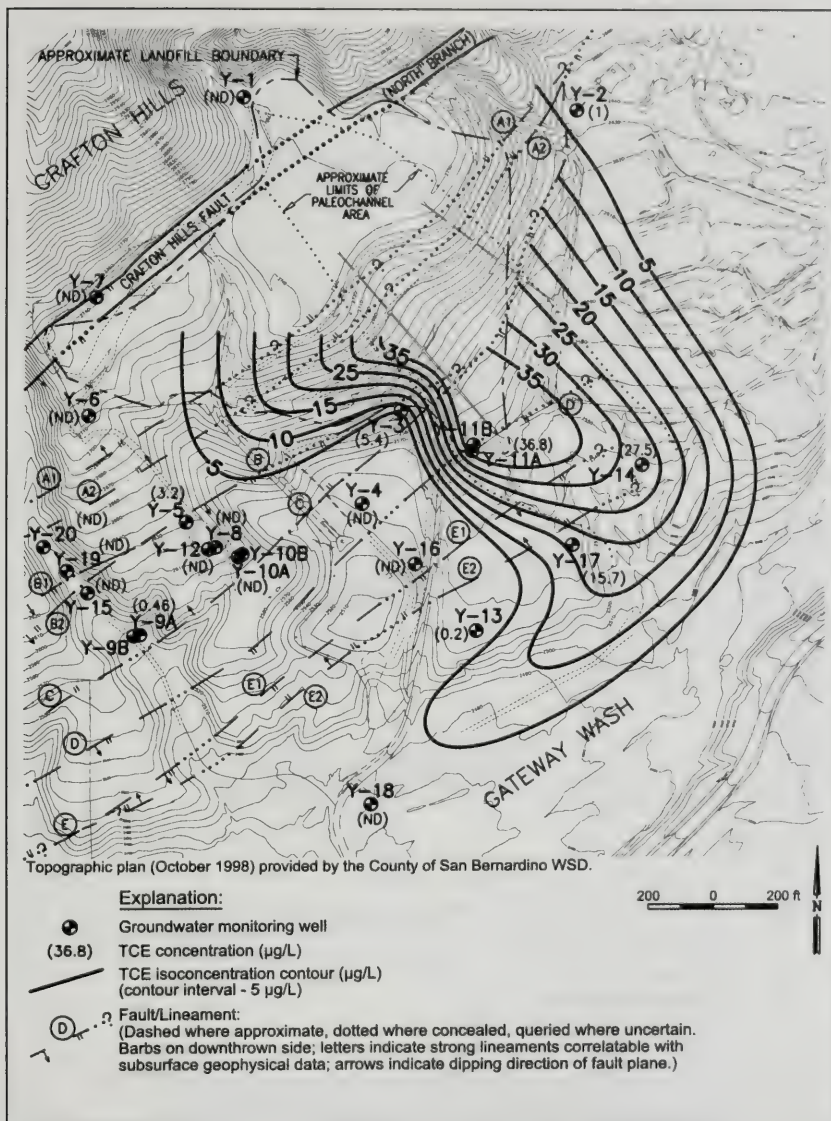 APPROXIMATE LANDFILL BOUNDARY
Y-1
(ND)
(NORTH BRANCH)
Y-2
(1)
A1
A2
CRAFTON HILLS
APPROXIMATE
LIMITS OF
PALEOCHANNEL
AREA
CRAFTON HILLS FAULT
Y-7
(ND)
5
10
15
20
25
30
35
35
25
15
10
5
Y-6
(ND)
Y-3
(5.4)
B
D
11B
(36.8)
Y-11A
(27.5)
Y-14
A1
A2
(3.2)
Y-5
(ND)
(ND)
Y-4
(ND)
C
Y-20
(ND)
Y-19
(ND)
Y-8
Y-12
(ND)
Y-10B
Y-10A
(ND)
Y-16
(ND)
E1
E2
Y-17
(5.7)
B1
Y-15
(ND)
B2
(0.46)
Y-9A
Y-9B
Y-13
(0.2)
C
E1
E2
D
E
GATEWAY WASH
Y-18
(ND)
Topographic plan (October 1998) provided by the County of San Bernardino WSD.
Explanation:
200 0 200 ft
N
Groundwater monitoring well
(36.8) TCE concentration (µg/L)
TCE isoconcentration contour (µg/L)
(contour interval - 5 µg/L)
D ? Fault/Lineament:
(Dashed where approximate, dotted where concealed, queried where uncertain.
Barbs on downthrown side; letters indicate strong lineaments correlatable with
subsurface geophysical data; arrows indicate dipping direction of fault plane.)